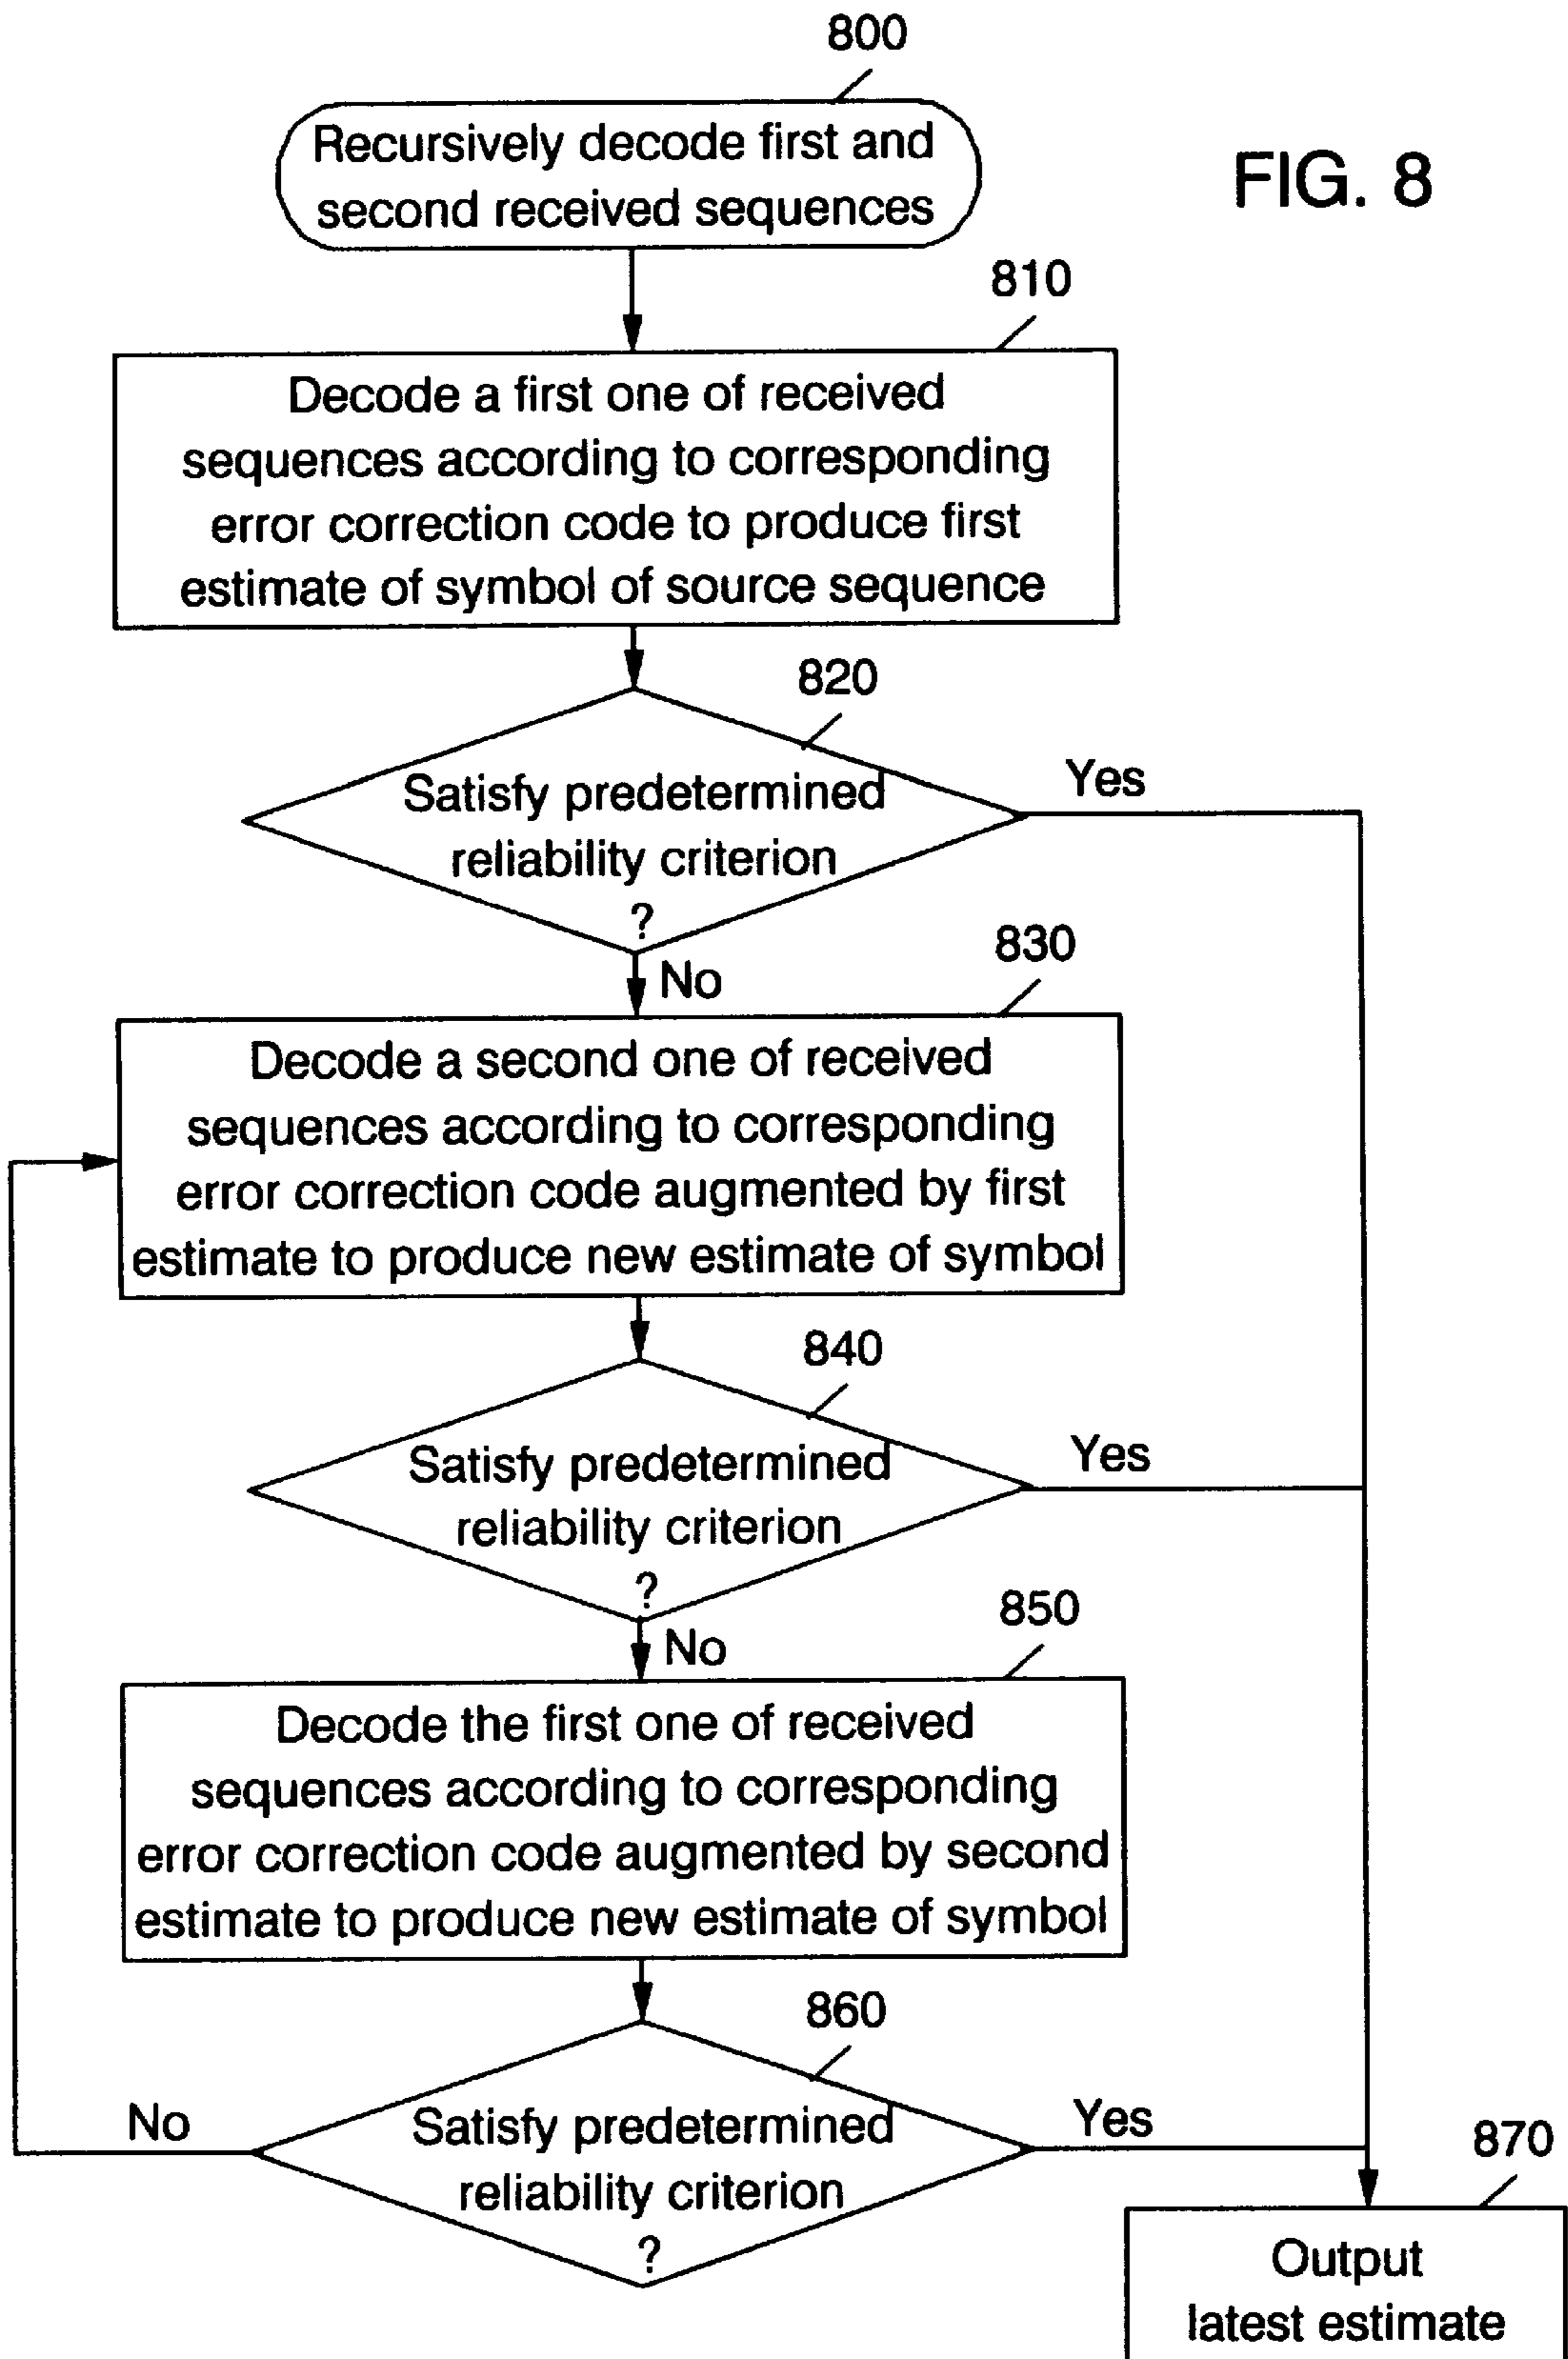 800
Recursively decode first and
second received sequences
FIG. 8
810
Decode a first one of received
sequences according to corresponding
error correction code to produce first
estimate of symbol of source sequence
820
Satisfy predetermined
reliability criterion
?
Yes
No
830
Decode a second one of received
sequences according to corresponding
error correction code augmented by first
estimate to produce new estimate of symbol
840
Satisfy predetermined
reliability criterion
?
Yes
No
850
Decode the first one of received
sequences according to corresponding
error correction code augmented by second
estimate to produce new estimate of symbol
860
Satisfy predetermined
reliability criterion
?
No
Yes
870
Output
latest estimate